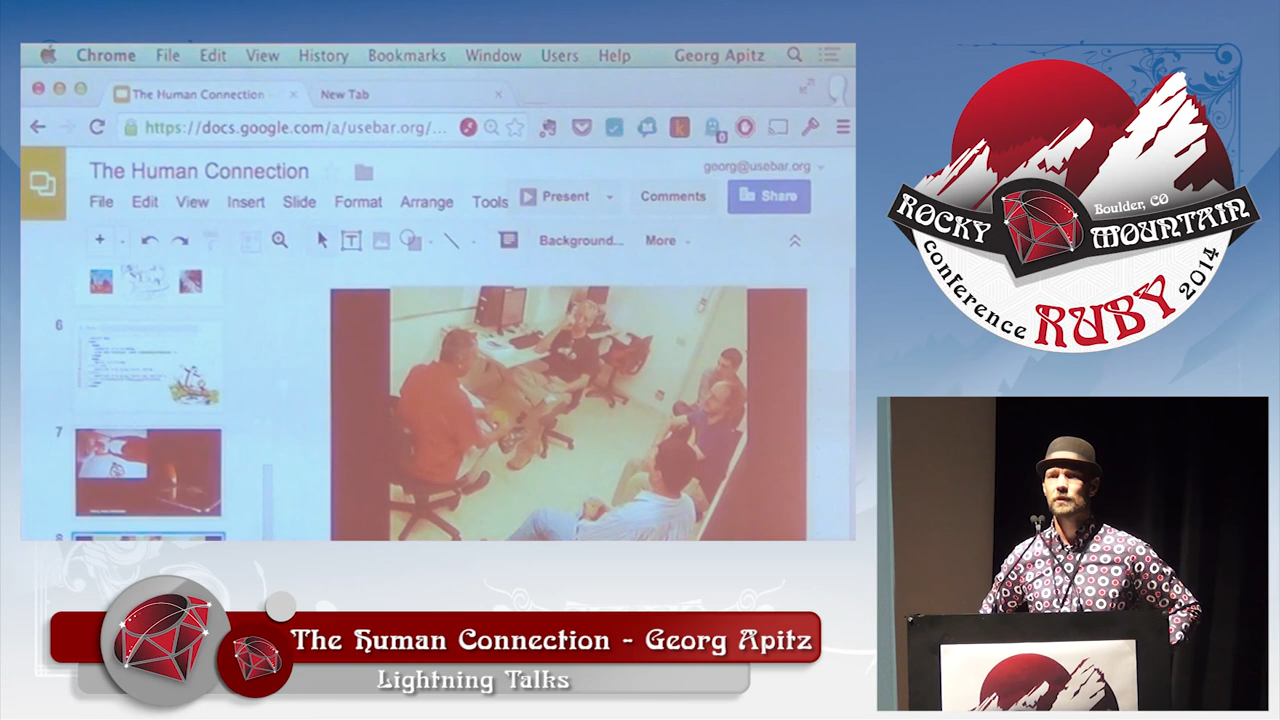 Chrome File Edit View History Bookmarks Window Users Help Georg Apitz
The Human Connection - New Tab
https://docs.google.com/a/usebar.org/...
The Human Connection
georg@usebar.org
File Edit View Insert Slide Format Arrange Tools Present Comments Share
Background... More
6
7
8
ROCKY MOUNTAIN
Boulder, CO
conference RUBY 2014
The Human Connection - Georg Apitz
Lightning Talks